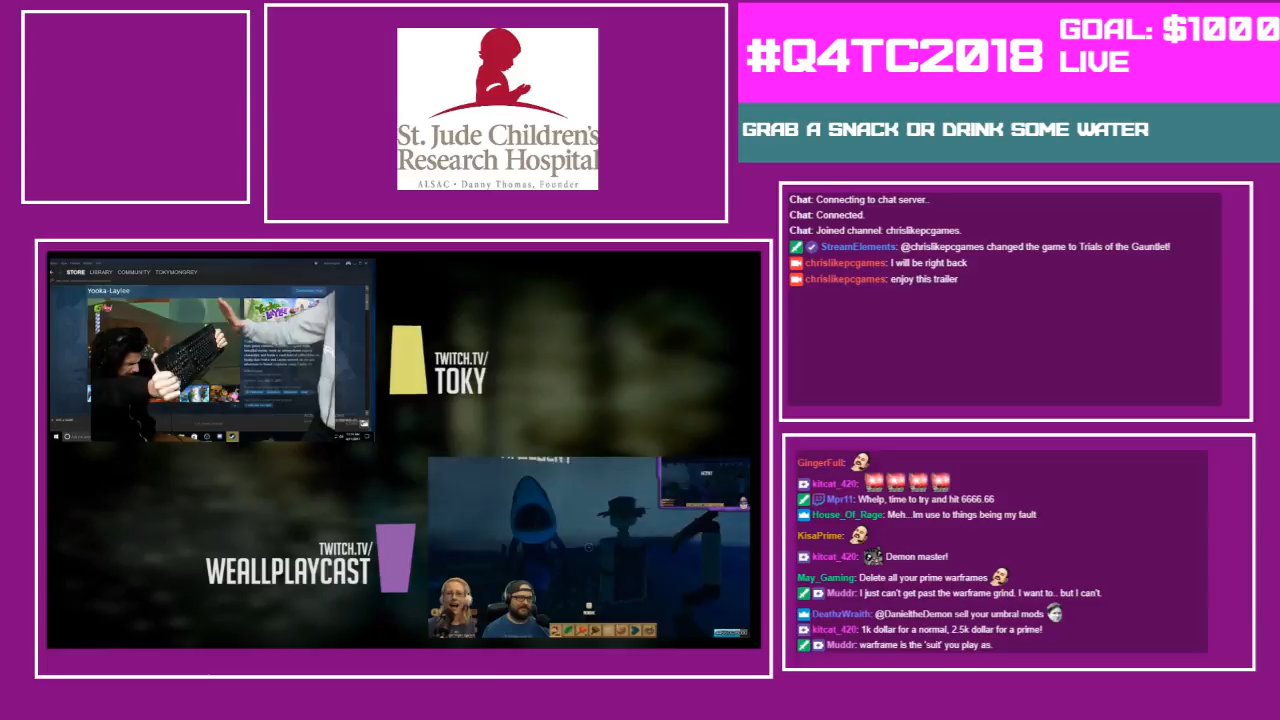 St. Jude Children's
Research Hospital
ALSAC • Danny Thomas, Founder
#Q4TC2018
GOAL: $1000
LIVE
GRAB A SNACK OR DRINK SOME WATER
Chat: Connecting to chat server..
Chat: Connected.
Chat: Joined channel: chrislikepcgames.
StreamElements: @chrislikepcgames changed the game to Trials of the Gauntlet!
chrislikepcgames: I will be right back
chrislikepcgames: enjoy this trailer
STORE LIBRARY COMMUNITY TOKYMONGREY
Yooka-Laylee
TWITCH.TV/
TOKY
TWITCH.TV/
WEALLPLAYCAST
GingerFull:
kitcat_420:
Mpr11: Whelp, time to try and hit 6666.66
House_Of_Rage: Meh...Im use to things being my fault
KisaPrime:
kitcat_420: Demon master!
May_Gaming: Delete all your prime warframes
Muddr: I just can't get past the warframe grind. I want to.. but I can't.
DeathzWraith: @DanieltheDemon sell your umbral mods
kitcat_420: 1k dollar for a normal, 2.5k dollar for a prime!
Muddr: warframe is the 'suit' you play as.